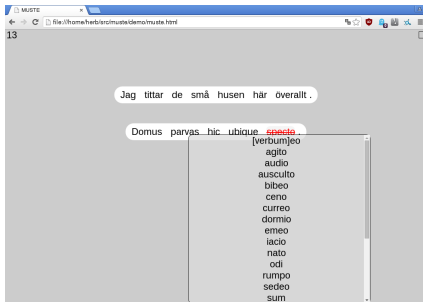 MUSTE
file:///home/herb/src/muste/demo/muste.html
13
Jag tittar de små husen här överallt .
Domus parvas hic ubique specto .
[verbum]eo
agito
audio
ausculto
bibeo
ceno
curreo
dormio
emeo
iacio
nato
odi
rumpo
sedeo
sum